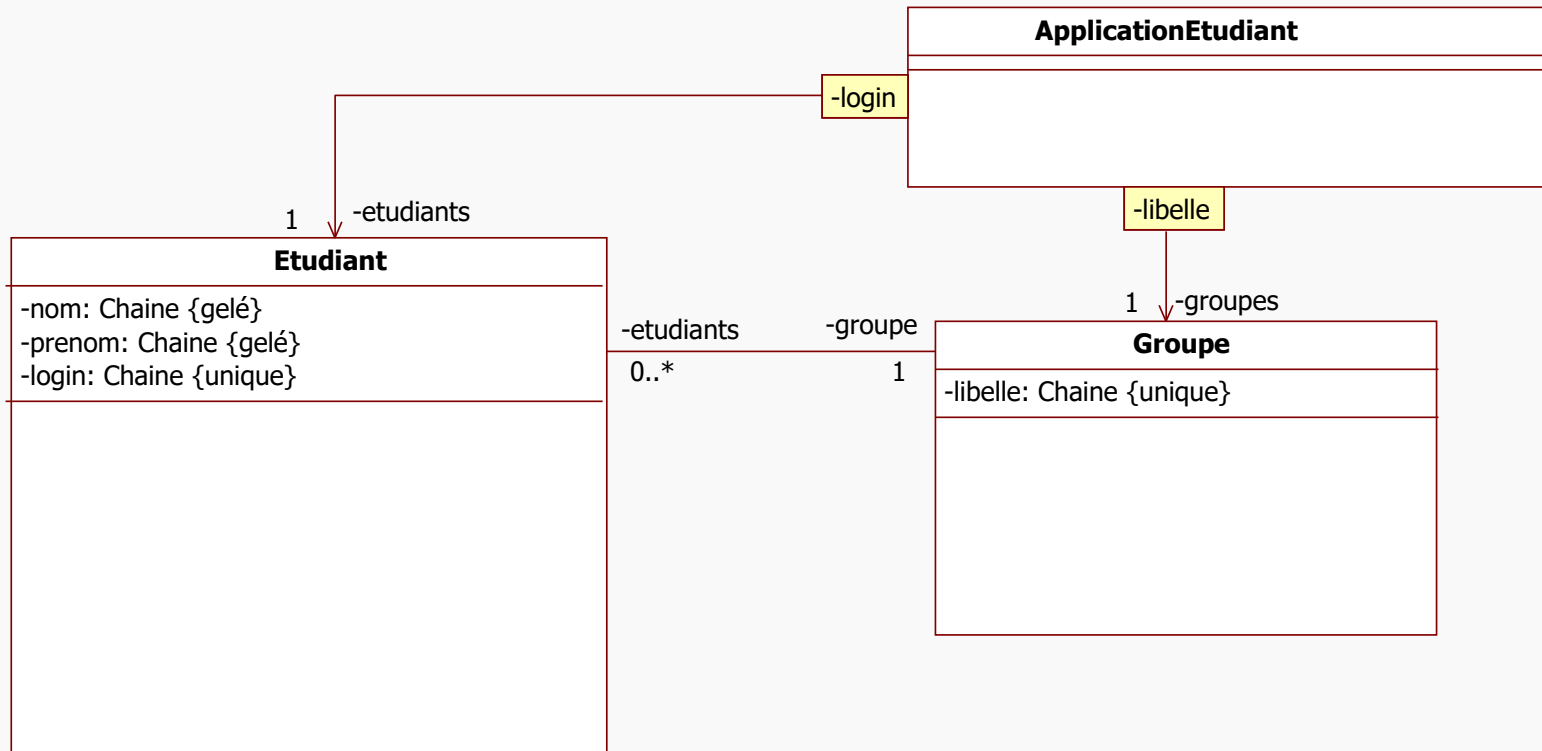 ApplicationEtudiant
-login
-libelle
1
-etudiants
Etudiant
-nom: Chaine {gelé}
-prenom: Chaine {gelé}
-login: Chaine {unique}
-etudiants
0..*
-groupe
1
1
-groupes
Groupe
-libelle: Chaine {unique}